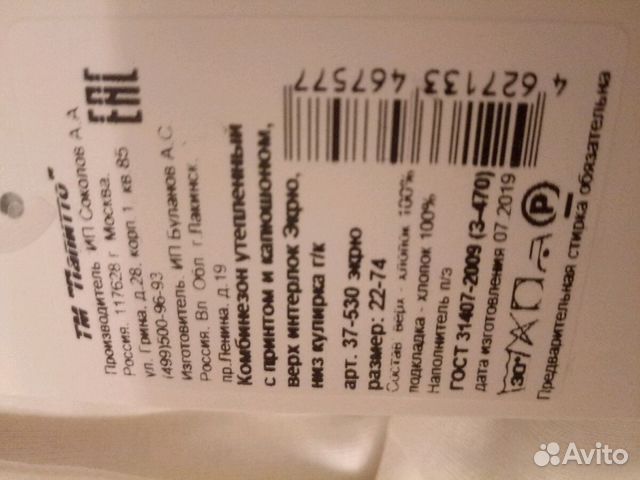 ТМ "Папитто"
Производитель: ИП Соколов А.А
Россия. 117628 г Москва.
ул. Грина, д.28. корп. 1 кв 85
(499)500-96-93
Изготовитель: ИП Буланов А.С.
Россия. Вл. Обл г.Лакинск.
пр.Ленина, д.19
Комбинезон утепленный
с принтом и капюшоном,
верх интерлок Экрю,
низ кулирка г/к
арт. 37-530 экрю
размер: 22-74
Состав верх - хлопок 100%
подкладка - хлопок 100%
Наполнитель п/э
ГОСТ 31407-2009 (З-470)
дата изготовления 07.2019
30° P
Предварительная стирка обязательна
EAC
4 627133 467577
Avito